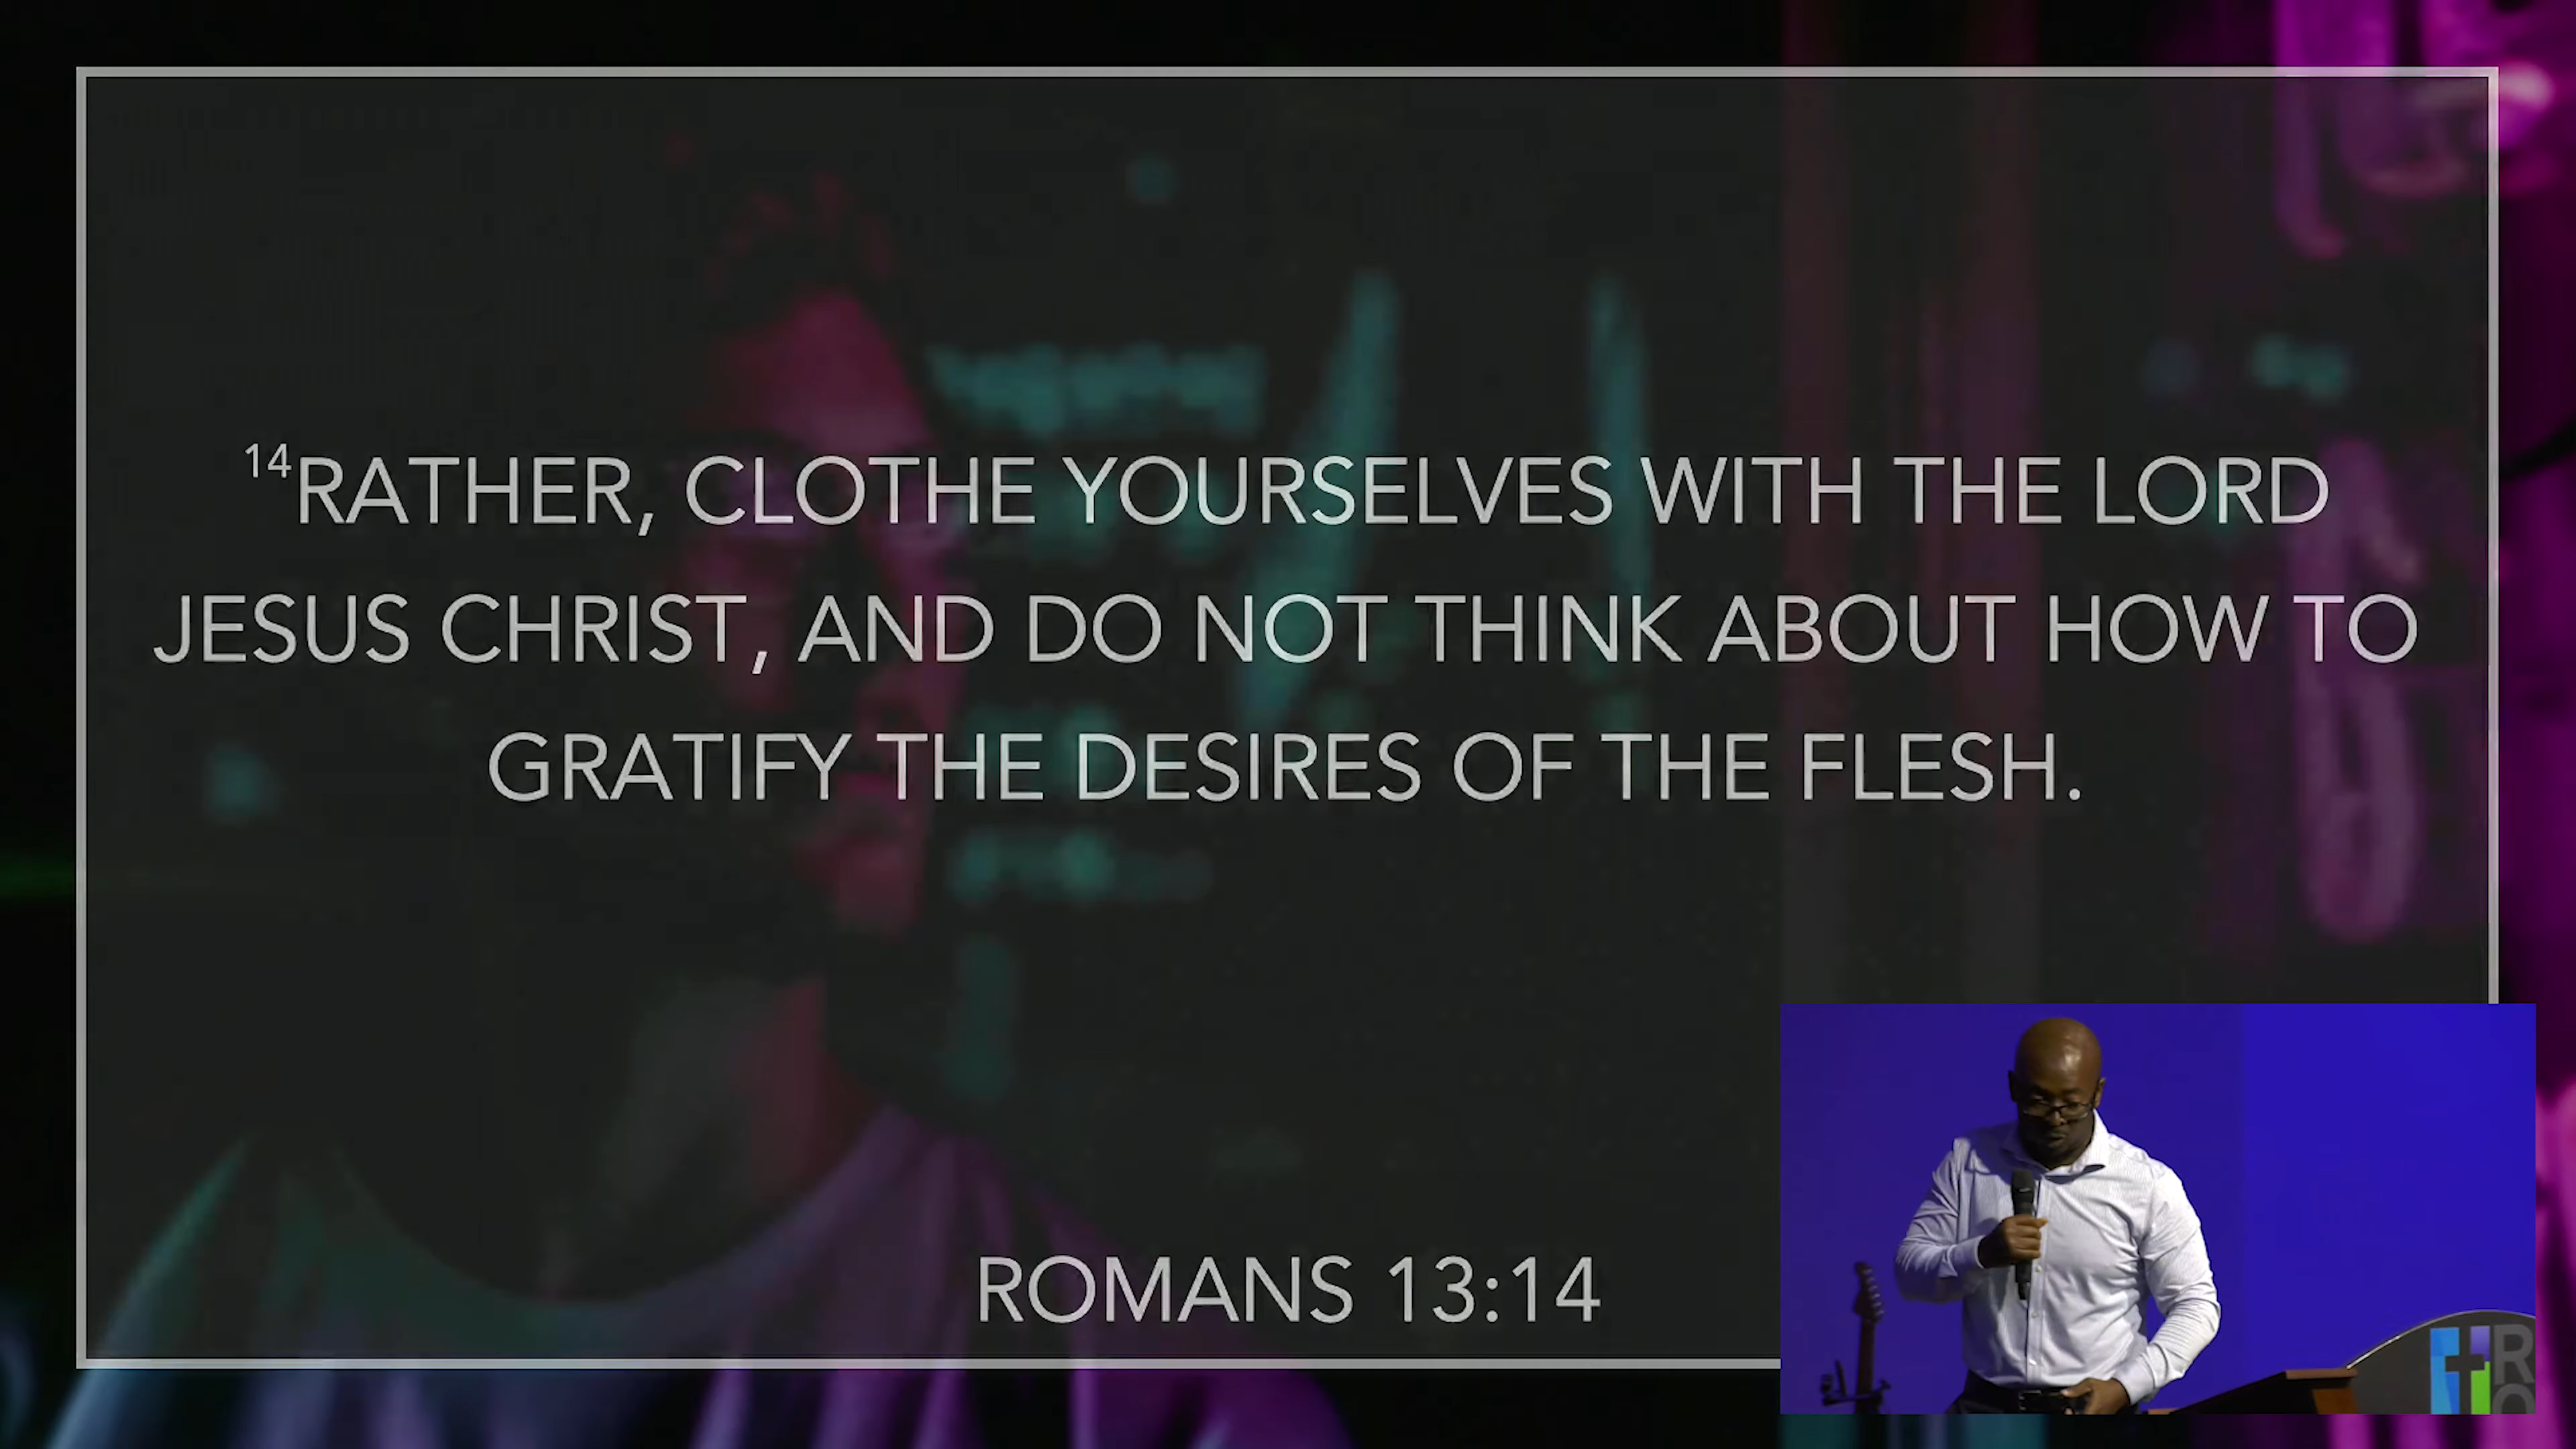 14RATHER, CLOTHE YOURSELVES WITH THE LORD
JESUS CHRIST, AND DO NOT THINK ABOUT HOW TO
GRATIFY THE DESIRES OF THE FLESH.
ROMANS 13:14
R